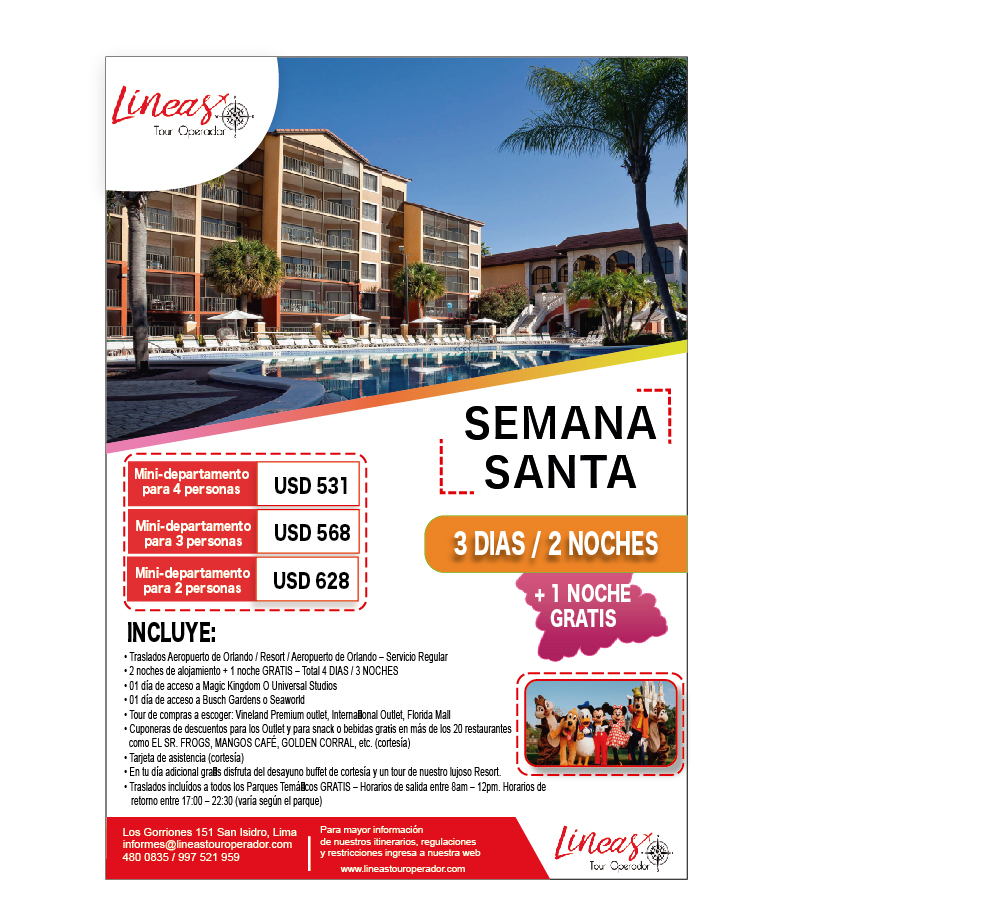 Lineas
Tour Operador
SEMANA
SANTA
Mini-departamento
para 4 personas
USD 531
Mini-departamento
para 3 personas
USD 568
Mini-departamento
para 2 personas
USD 628
3 DIAS / 2 NOCHES
+ 1 NOCHE
GRATIS
INCLUYE:
• Traslados Aeropuerto de Orlando / Resort / Aeropuerto de Orlando – Servicio Regular
• 2 noches de alojamiento + 1 noche GRATIS – Total 4 DIAS / 3 NOCHES
• 01 día de acceso a Magic Kingdom O Universal Studios
• 01 día de acceso a Busch Gardens o Seaworld
• Tour de compras a escoger: Vineland Premium outlet, Outlet, Florida Mall
• Cuponeras de descuentos para los Outlet y para snack o bebidas gratis en más de los 20 restaurantes
como EL SR. FROGS, MANGOS CAFÉ, GOLDEN CORRAL, etc. (cortesía)
• Tarjeta de asistencia (cortesía)
• En tu día adicional disfruta del desayuno buffet de cortesía y un tour de nuestro lujoso Resort.
• Traslados incluídos a todos los Parques GRATIS – Horarios de salida entre 8am – 12pm. Horarios de
retorno entre 17:00 – 22:30 (varía según el parque)
Los Gorriones 151 San Isidro, Lima
informes@lineastouroperador.com
480 0835 / 997 521 959
Para mayor información
de nuestros itinerarios, regulaciones
y restricciones ingresa a nuestra web
www.lineastouroperador.com
Lineas
Tour Operador